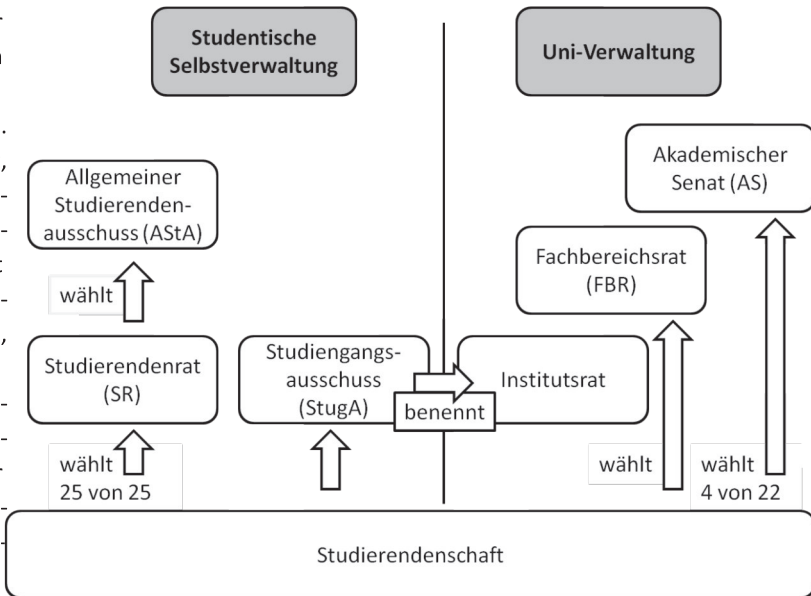 Studentische
Selbstverwaltung
Uni-Verwaltung
Akademischer
Senat (AS)
Allgemeiner
Studierenden-
ausschuss (AStA)
Fachbereichsrat
(FBR)
wählt
Studierendenrat
(SR)
Studiengangs-
ausschuss
(StugA)
benennt
Institutsrat
wählt
25 von 25
wählt
wählt
4 von 22
Studierendenschaft